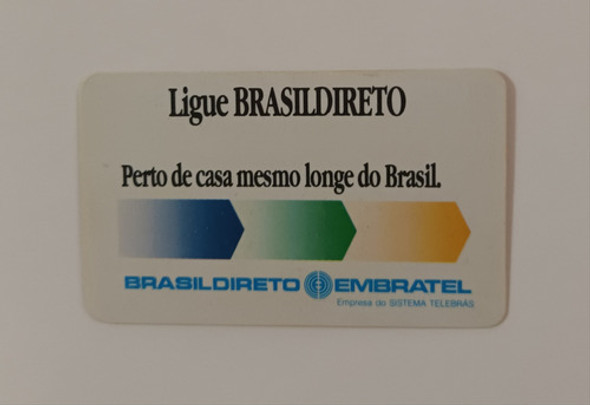 Ligue BRASILDIRETO
Perto de casa mesmo longe do Brasil.
BRASILDIRETO EMBRATEL
Empresa do SISTEMA TELEBRÁS